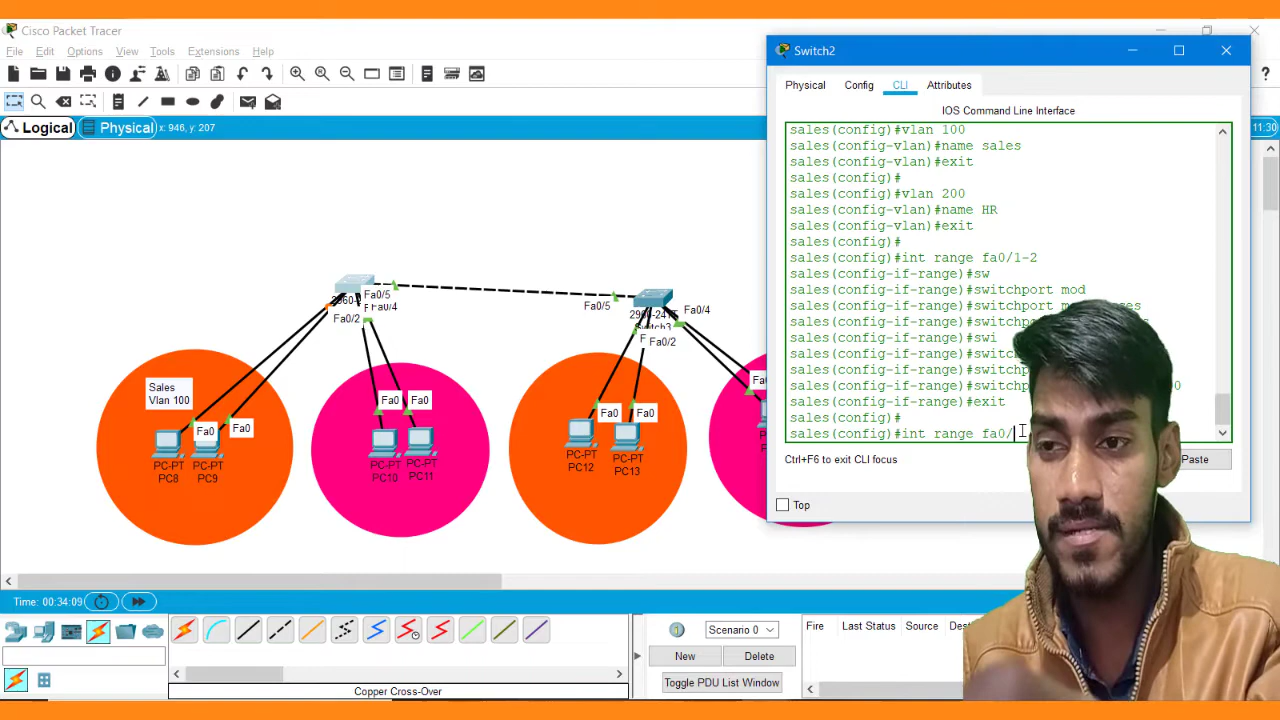 Cisco Packet Tracer
File Edit Options View Tools Extensions Help
Logical Physical x: 946, y: 207
11:30
Switch2
Physical Config CLI Attributes
IOS Command Line Interface
sales(config)#vlan 100
sales(config-vlan)#name sales
sales(config-vlan)#exit
sales(config)#
sales(config)#vlan 200
sales(config-vlan)#name HR
sales(config-vlan)#exit
sales(config)#
sales(config)#int range fa0/1-2
sales(config-if-range)#sw
sales(config-if-range)#switchport mod
sales(config-if-range)#switchport m
sales(config-if-range)#switchp
sales(config-if-range)#swi
sales(config-if-range)#switc
sales(config-if-range)#switchp
sales(config-if-range)#exit
sales(config)#
sales(config)#int range fa0/
Ctrl+F6 to exit CLI focus
Paste
Top
Fa0/5
Fa0/2
Fa0/5
Fa0/4
Switch3
Fa0/2
Sales
Vlan 100
Fa0
Fa0
Fa0
Fa0
Fa0
Fa0
PC-PT
PC8
PC-PT
PC9
PC-PT
PC10
PC-PT
PC11
PC-PT
PC12
PC-PT
PC13
Time: 00:34:09
Scenario 0
New
Delete
Toggle PDU List Window
Fire Last Status Source
Copper Cross-Over